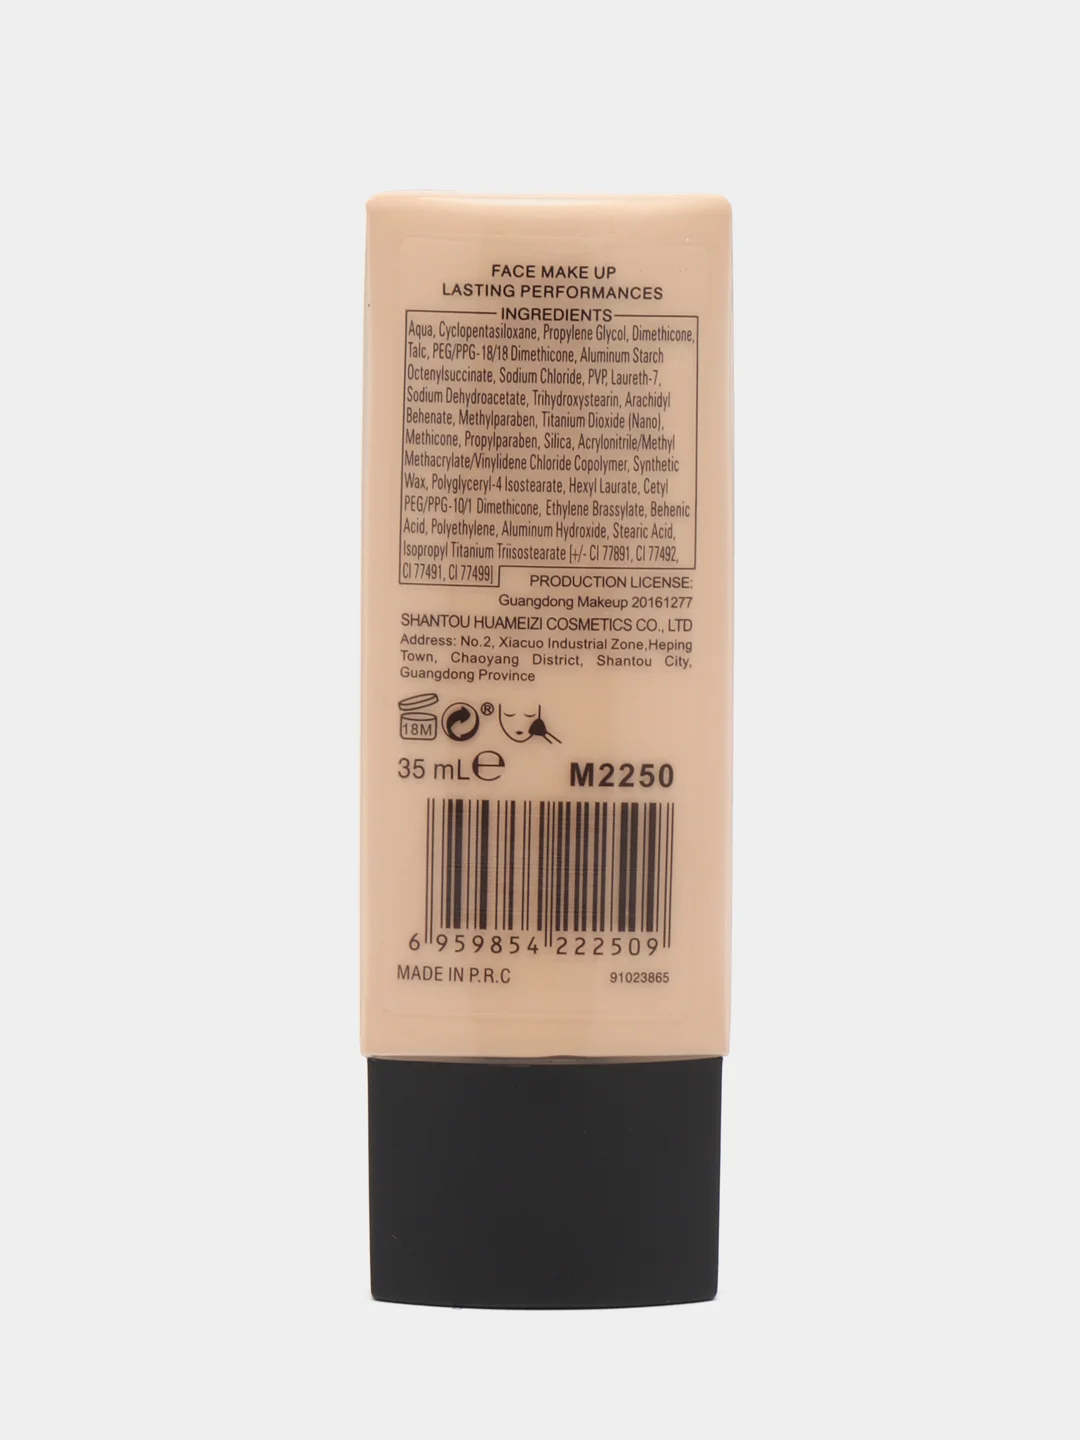 FACE MAKE UP
LASTING PERFORMANCES
INGREDIENTS
Aqua, Cyclopentasiloxane, Propylene Glycol, Dimethicone,
Talc, PEG/PPG-18/18 Dimethicone, Aluminum Starch
Octenylsuccinate, Sodium Chloride, PVP, Laureth-7,
Sodium Dehydroacetate, Trihydroxystearin, Arachidyl
Behenate, Methylparaben, Titanium Dioxide (Nano),
Methicone, Propylparaben, Silica, Acrylonitrile/Methyl
Methacrylate/Vinylidene Chloride Copolymer, Synthetic
Wax, Polyglyceryl-4 Isostearate, Hexyl Laurate, Cetyl
PEG/PPG-10/1 Dimethicone, Ethylene Brassylate, Behenic
Acid, Polyethylene, Aluminum Hydroxide, Stearic Acid,
Isopropyl Titanium Triisostearate [+/- CI 77891, CI 77492,
CI 77491, CI 77499]
PRODUCTION LICENSE:
Guangdong Makeup 20161277
SHANTOU HUAMEIZI COSMETICS CO., LTD
Address: No.2, Xiacuo Industrial Zone,Heping
Town, Chaoyang District, Shantou City,
Guangdong Province
18M ®
35 mL e M2250
6 959854 222509
MADE IN P.R.C 91023865